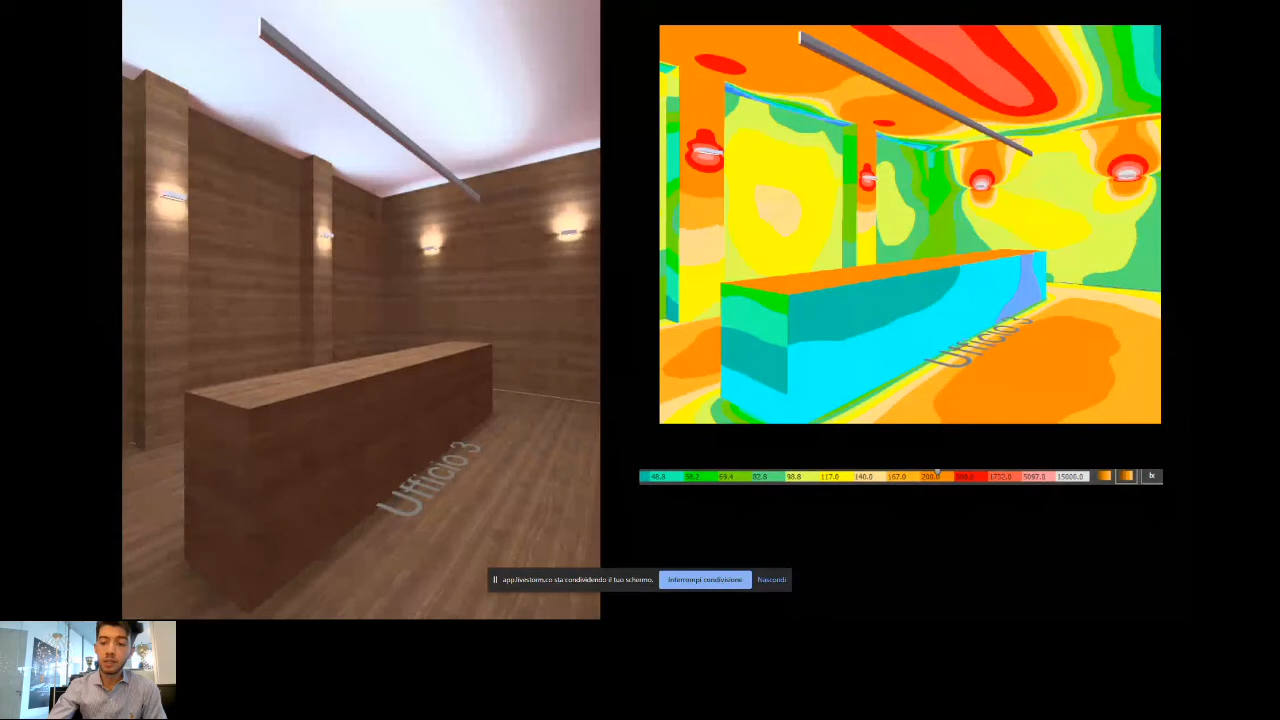 Ufficio 3
Ufficio 3
48.8 58.2 69.4 82.8 98.8 117.0 140.0 167.0 200.0 1732.0 5097.0 15000.0 lx
app.livestorm.co sta condividendo il tuo schermo. Interrompi condivisione Nascondi